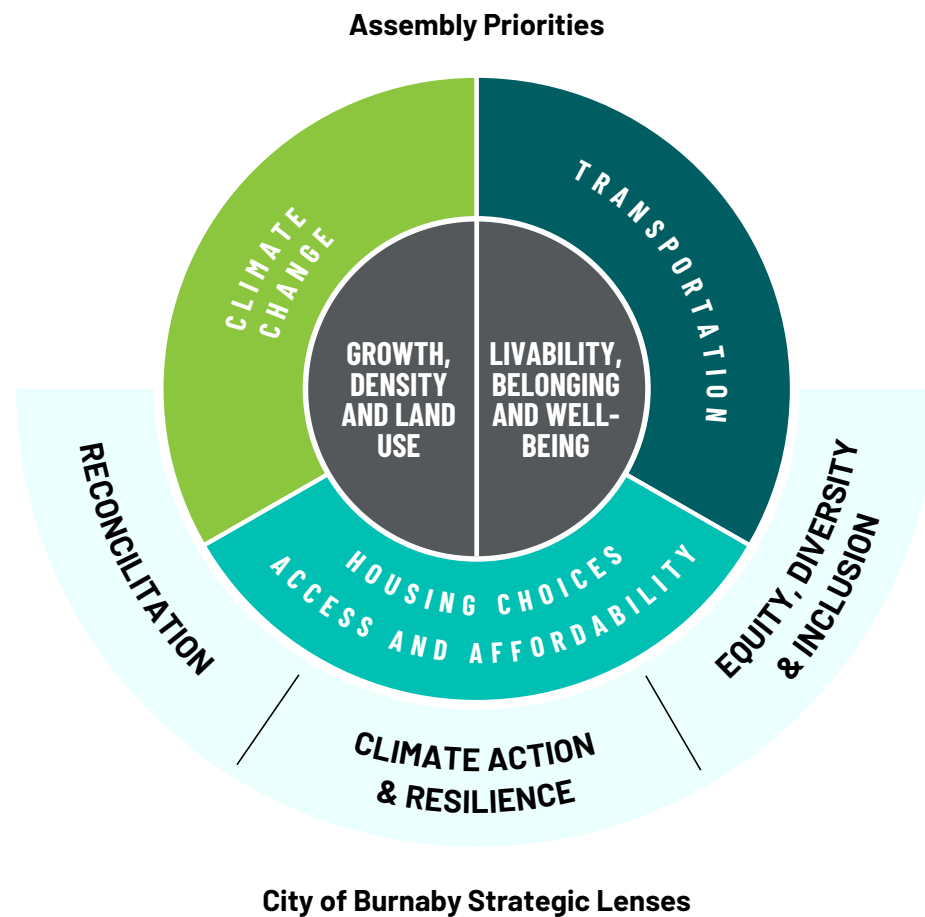 Assembly Priorities
CLIMATE
CHANGE
TRANSPORTATION
GROWTH,
DENSITY
AND LAND
USE
LIVABILITY,
BELONGING
AND WELL-
BEING
HOUSING CHOICES
ACCESS AND AFFORDABILITY
RECONCILITATION
CLIMATE ACTION
& RESILIENCE
EQUITY, DIVERSITY
& INCLUSION
City of Burnaby Strategic Lenses